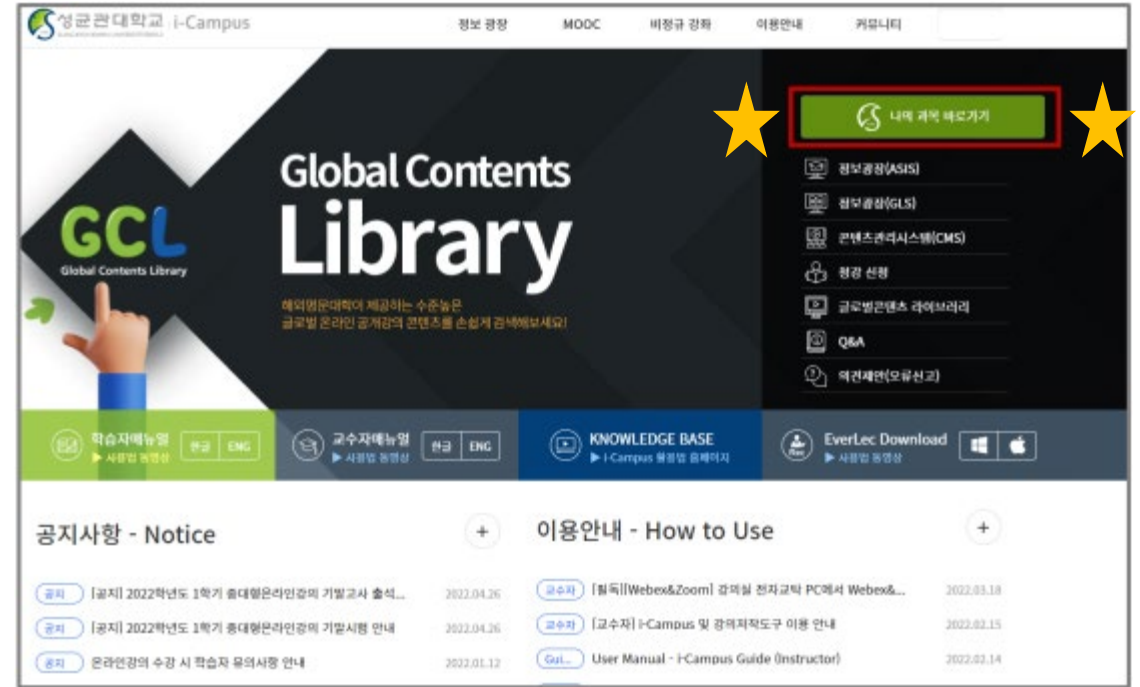 성균관대학교 i-Campus
정보 광장 MOOC 비정규 강좌 이용안내 커뮤니티
나의 과목 바로가기
정보광장(ASIS)
정보광장(GLS)
콘텐츠관리시스템(CMS)
청강 신청
글로벌콘텐츠 라이브러리
Q&A
의견제안(오류신고)
GCL
Global Contents Library
Global Contents
Library
해외명문대학이 제공하는 수준높은
글로벌 온라인 공개강의 콘텐츠를 손쉽게 검색해보세요!
학습자매뉴얼 한글 ENG
▶ 사용법 동영상
교수자매뉴얼 한글 ENG
▶ 사용법 동영상
KNOWLEDGE BASE
▶ i-Campus 활용법 홈페이지
EverLec Download
▶ 사용법 동영상
공지사항 - Notice +
공지 [공지] 2022학년도 1학기 중대형온라인강의 기말고사 출석... 2022.04.26
공지 [공지] 2022학년도 1학기 중대형온라인강의 기말시험 안내 2022.04.26
공지 온라인강의 수강 시 학습자 유의사항 안내 2022.01.12
이용안내 - How to Use +
교수자 [필독][Webex&Zoom] 강의실 전자교탁 PC에서 Webex&... 2022.03.18
교수자 [교수자] i-Campus 및 강의저작도구 이용 안내 2022.02.15
Gui... User Manual - i-Campus Guide (Instructor) 2022.02.14